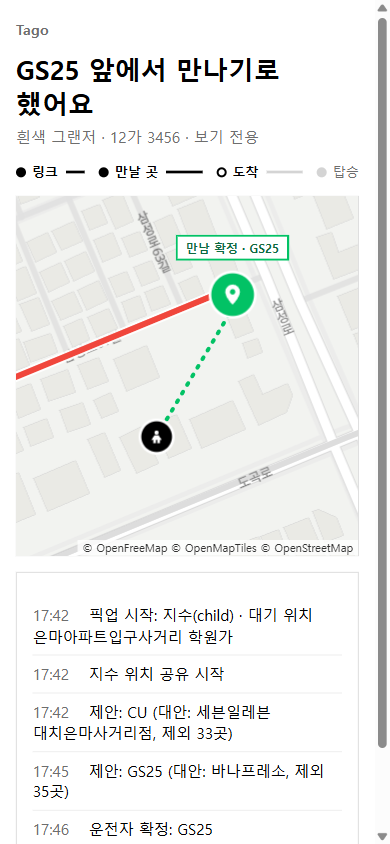 Tago
GS25 앞에서 만나기로
했어요
흰색 그랜저 · 12가 3456 · 보기 전용
링크 만날 곳 도착 탑승
만남 확정 · GS25
도곡로
© OpenFreeMap © OpenMapTiles © OpenStreetMap
17:42 픽업 시작: 지수(child) · 대기 위치
은마아파트입구사거리 학원가
17:42 지수 위치 공유 시작
17:42 제안: CU (대안: 세븐일레븐
대치은마사거리점, 제외 33곳)
17:45 제안: GS25 (대안: 바나프레소, 제외
35곳)
17:46 운전자 확정: GS25